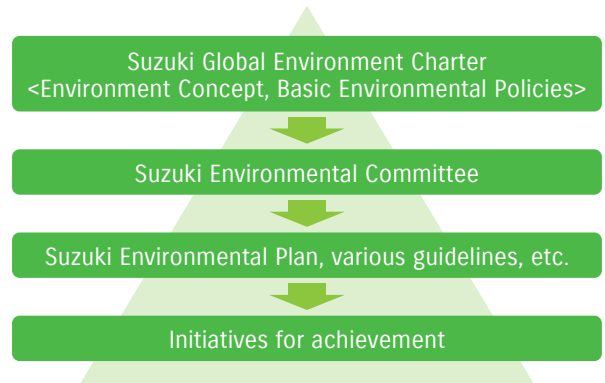 Suzuki Global Environment Charter
<Environment Concept, Basic Environmental Policies>
Suzuki Environmental Committee
Suzuki Environmental Plan, various guidelines, etc.
Initiatives for achievement